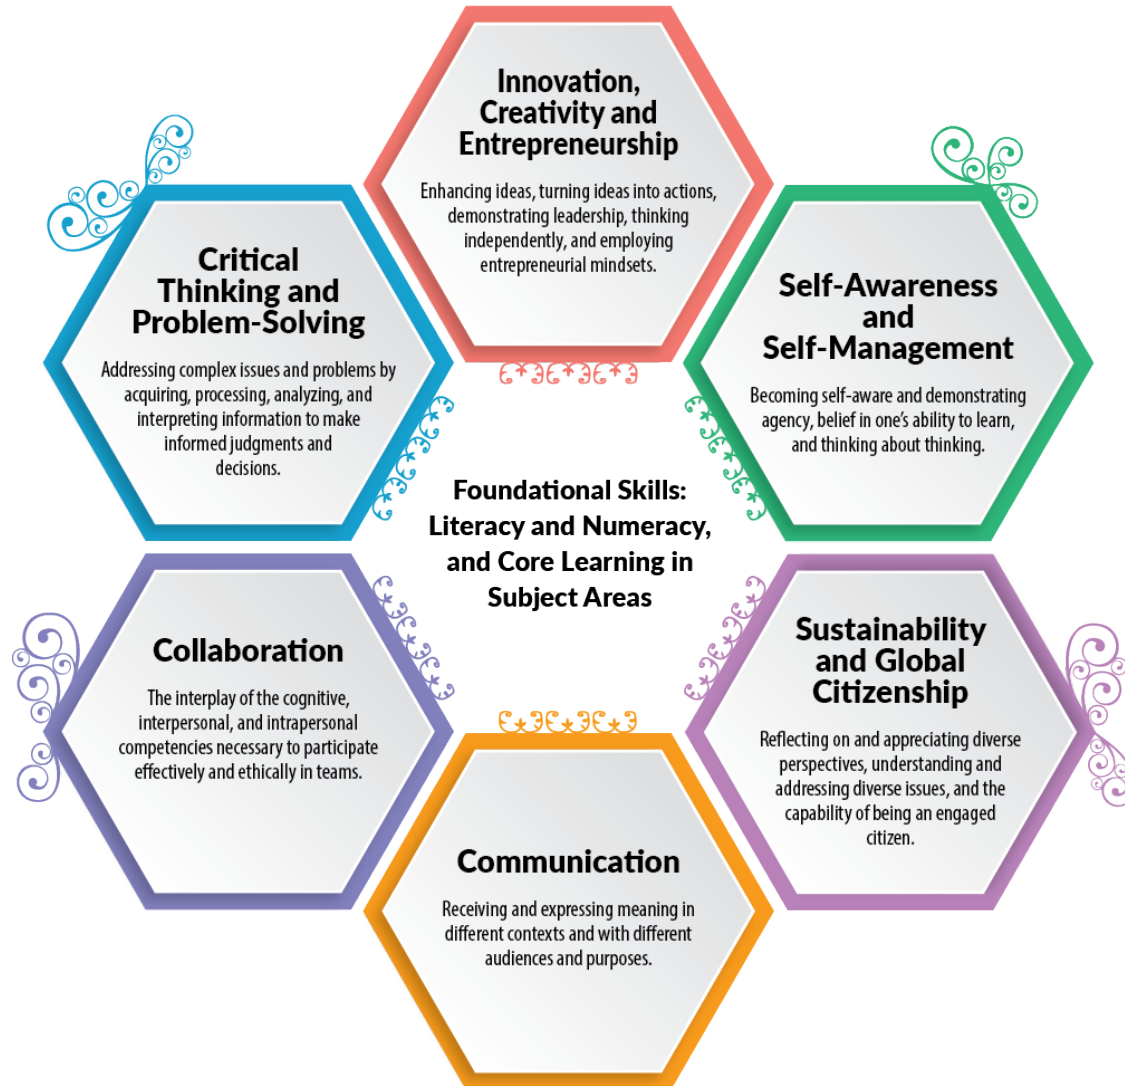 Innovation,
Creativity and
Entrepreneurship
Enhancing ideas, turning ideas into actions,
demonstrating leadership, thinking
independently, and employing
entrepreneurial mindsets.
Critical
Thinking and
Problem-Solving
Addressing complex issues and problems by
acquiring, processing, analyzing, and
interpreting information to make
informed judgments and
decisions.
Self-Awareness
and
Self-Management
Becoming self-aware and demonstrating
agency, belief in one’s ability to learn,
and thinking about thinking.
Foundational Skills:
Literacy and Numeracy,
and Core Learning in
Subject Areas
Collaboration
The interplay of the cognitive,
interpersonal, and intrapersonal
competencies necessary to participate
effectively and ethically in teams.
Sustainability
and Global
Citizenship
Reflecting on and appreciating diverse
perspectives, understanding and
addressing diverse issues, and the
capability of being an engaged
citizen.
Communication
Receiving and expressing meaning in
different contexts and with different
audiences and purposes.